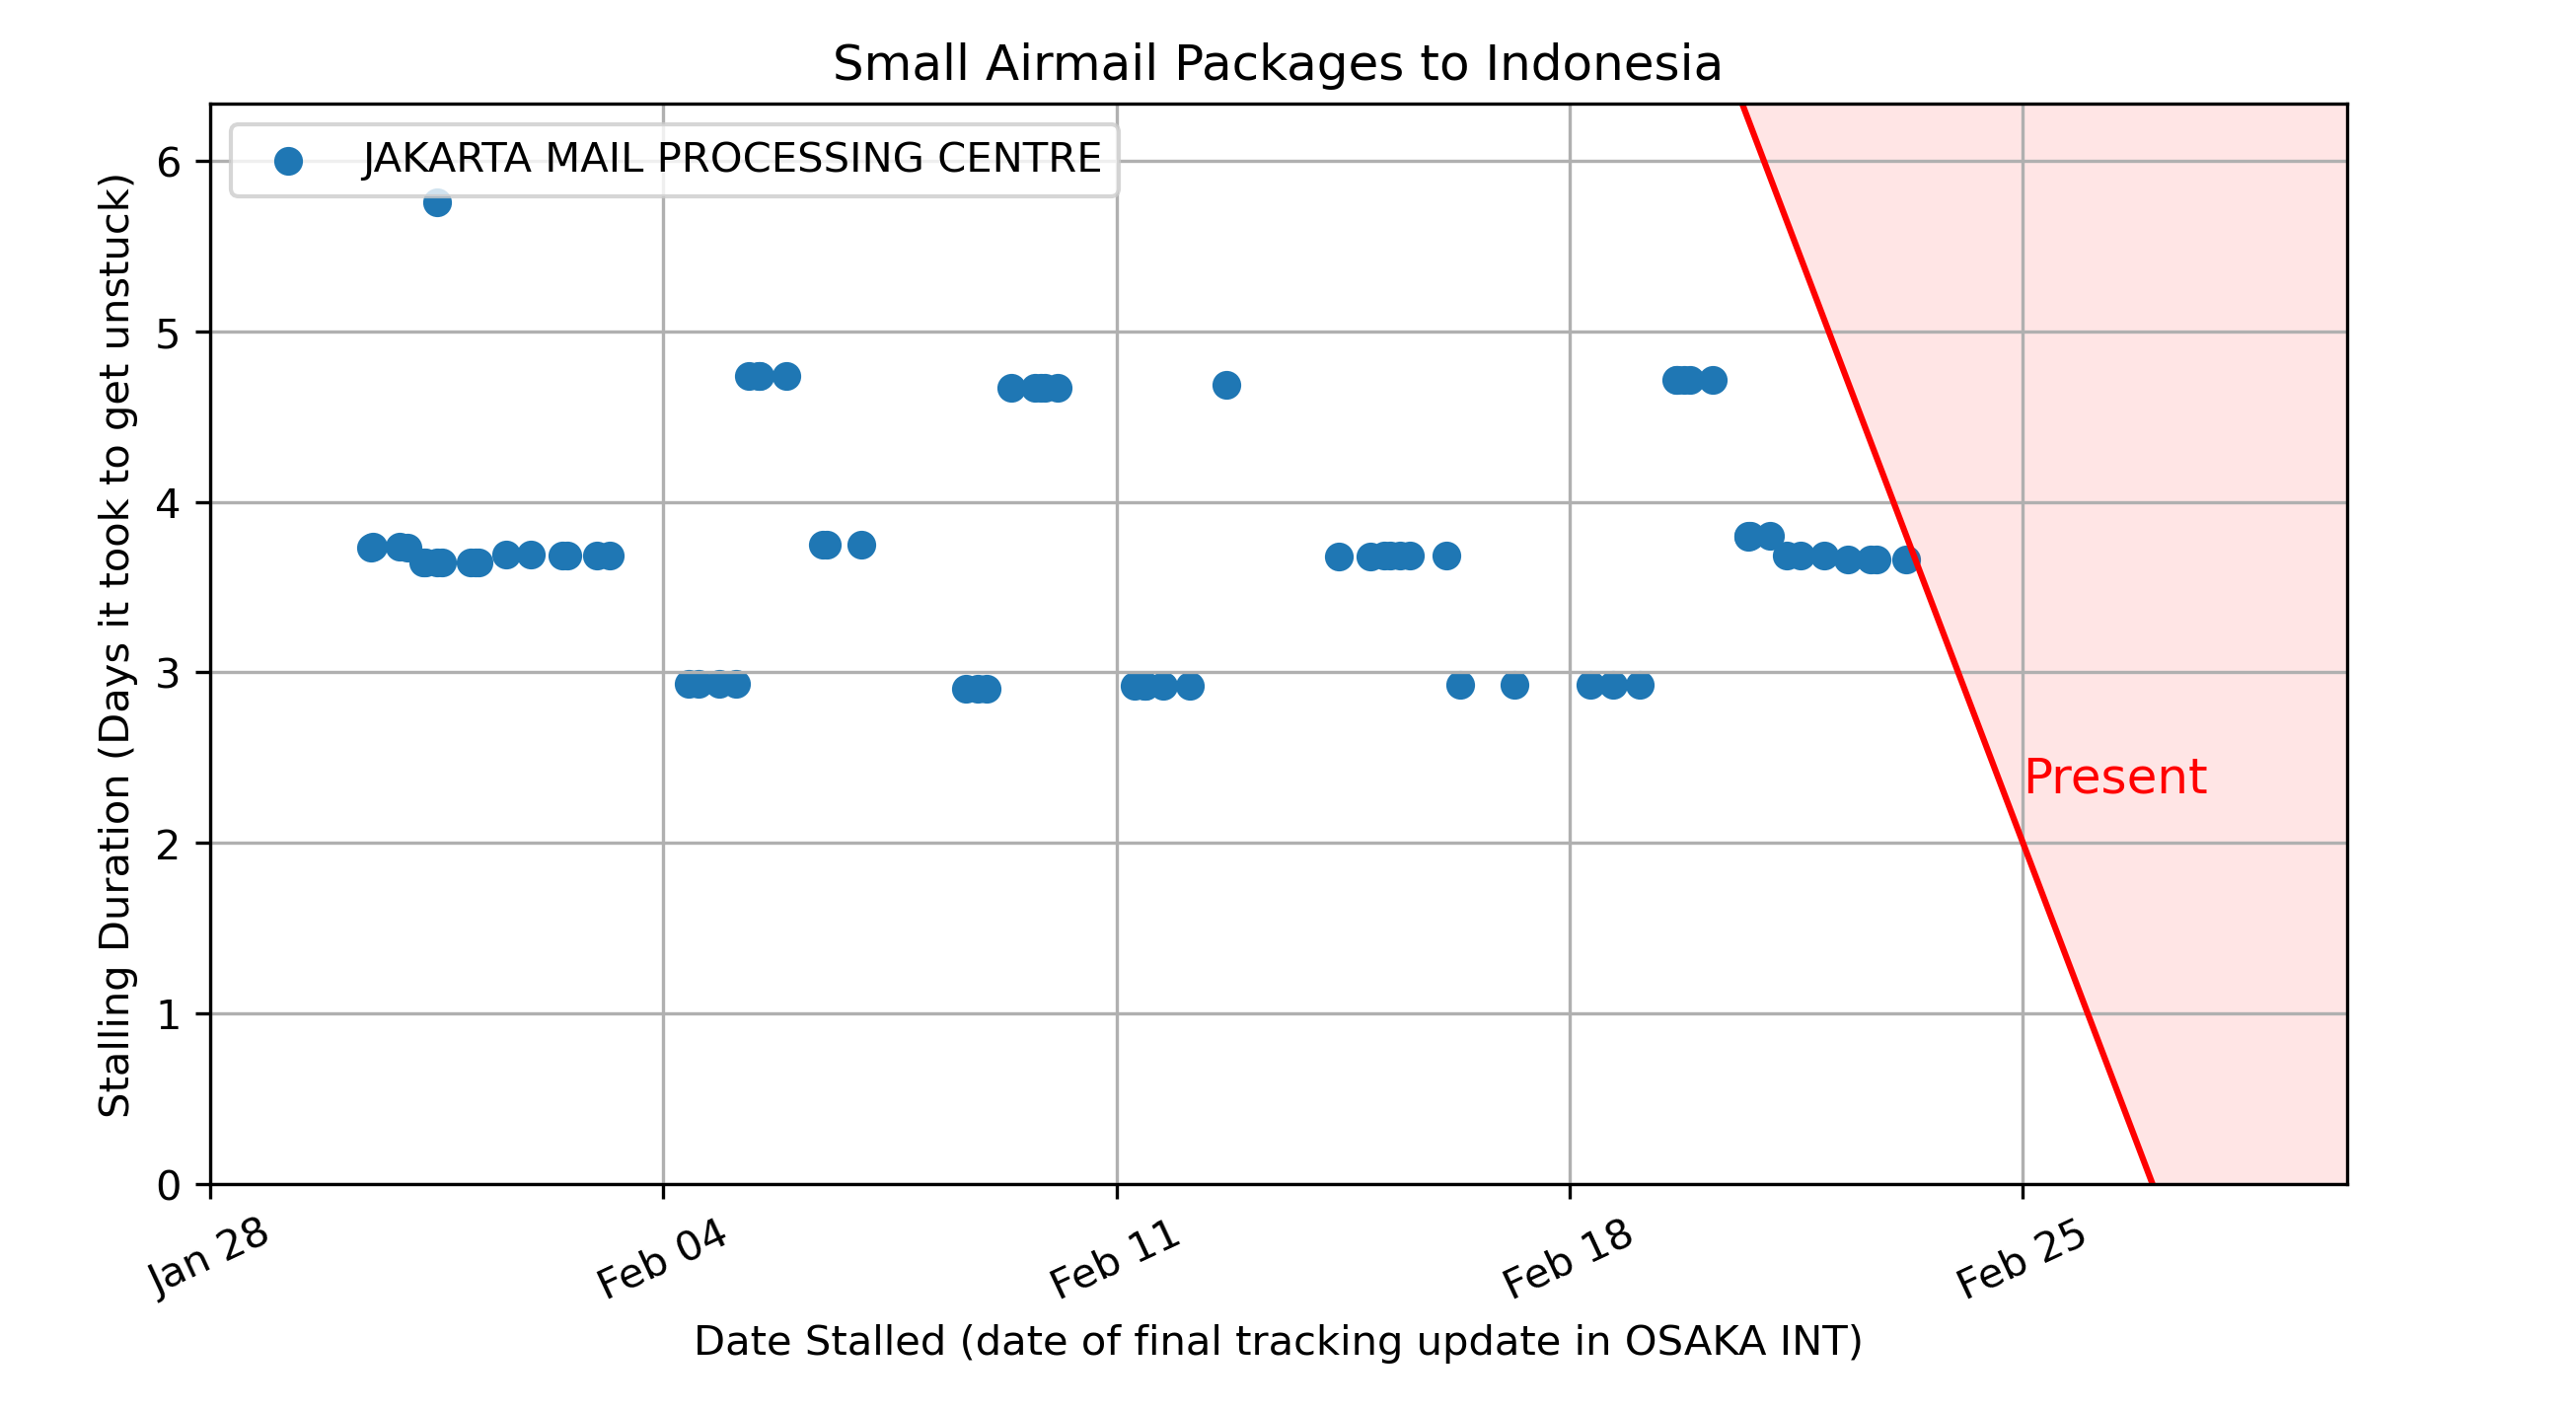 Small Airmail Packages to Indonesia
JAKARTA MAIL PROCESSING CENTRE
Stalling Duration (Days it took to get unstuck)
6
5
4
3
2
1
0
Present
Jan 28
Feb 04
Feb 11
Feb 18
Feb 25
Date Stalled (date of final tracking update in OSAKA INT)